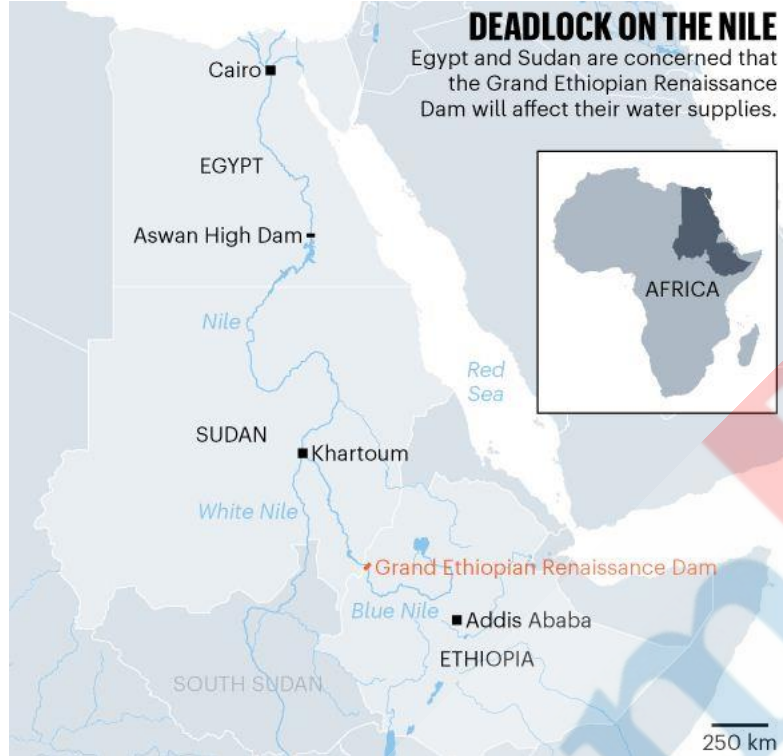 DEADLOCK ON THE NILE
Egypt and Sudan are concerned that
the Grand Ethiopian Renaissance
Dam will affect their water supplies.
Cairo
EGYPT
Aswan High Dam
AFRICA
Nile
Red
Sea
SUDAN
Khartoum
White Nile
Grand Ethiopian Renaissance Dam
Blue Nile
Addis Ababa
ETHIOPIA
SOUTH SUDAN
250 km